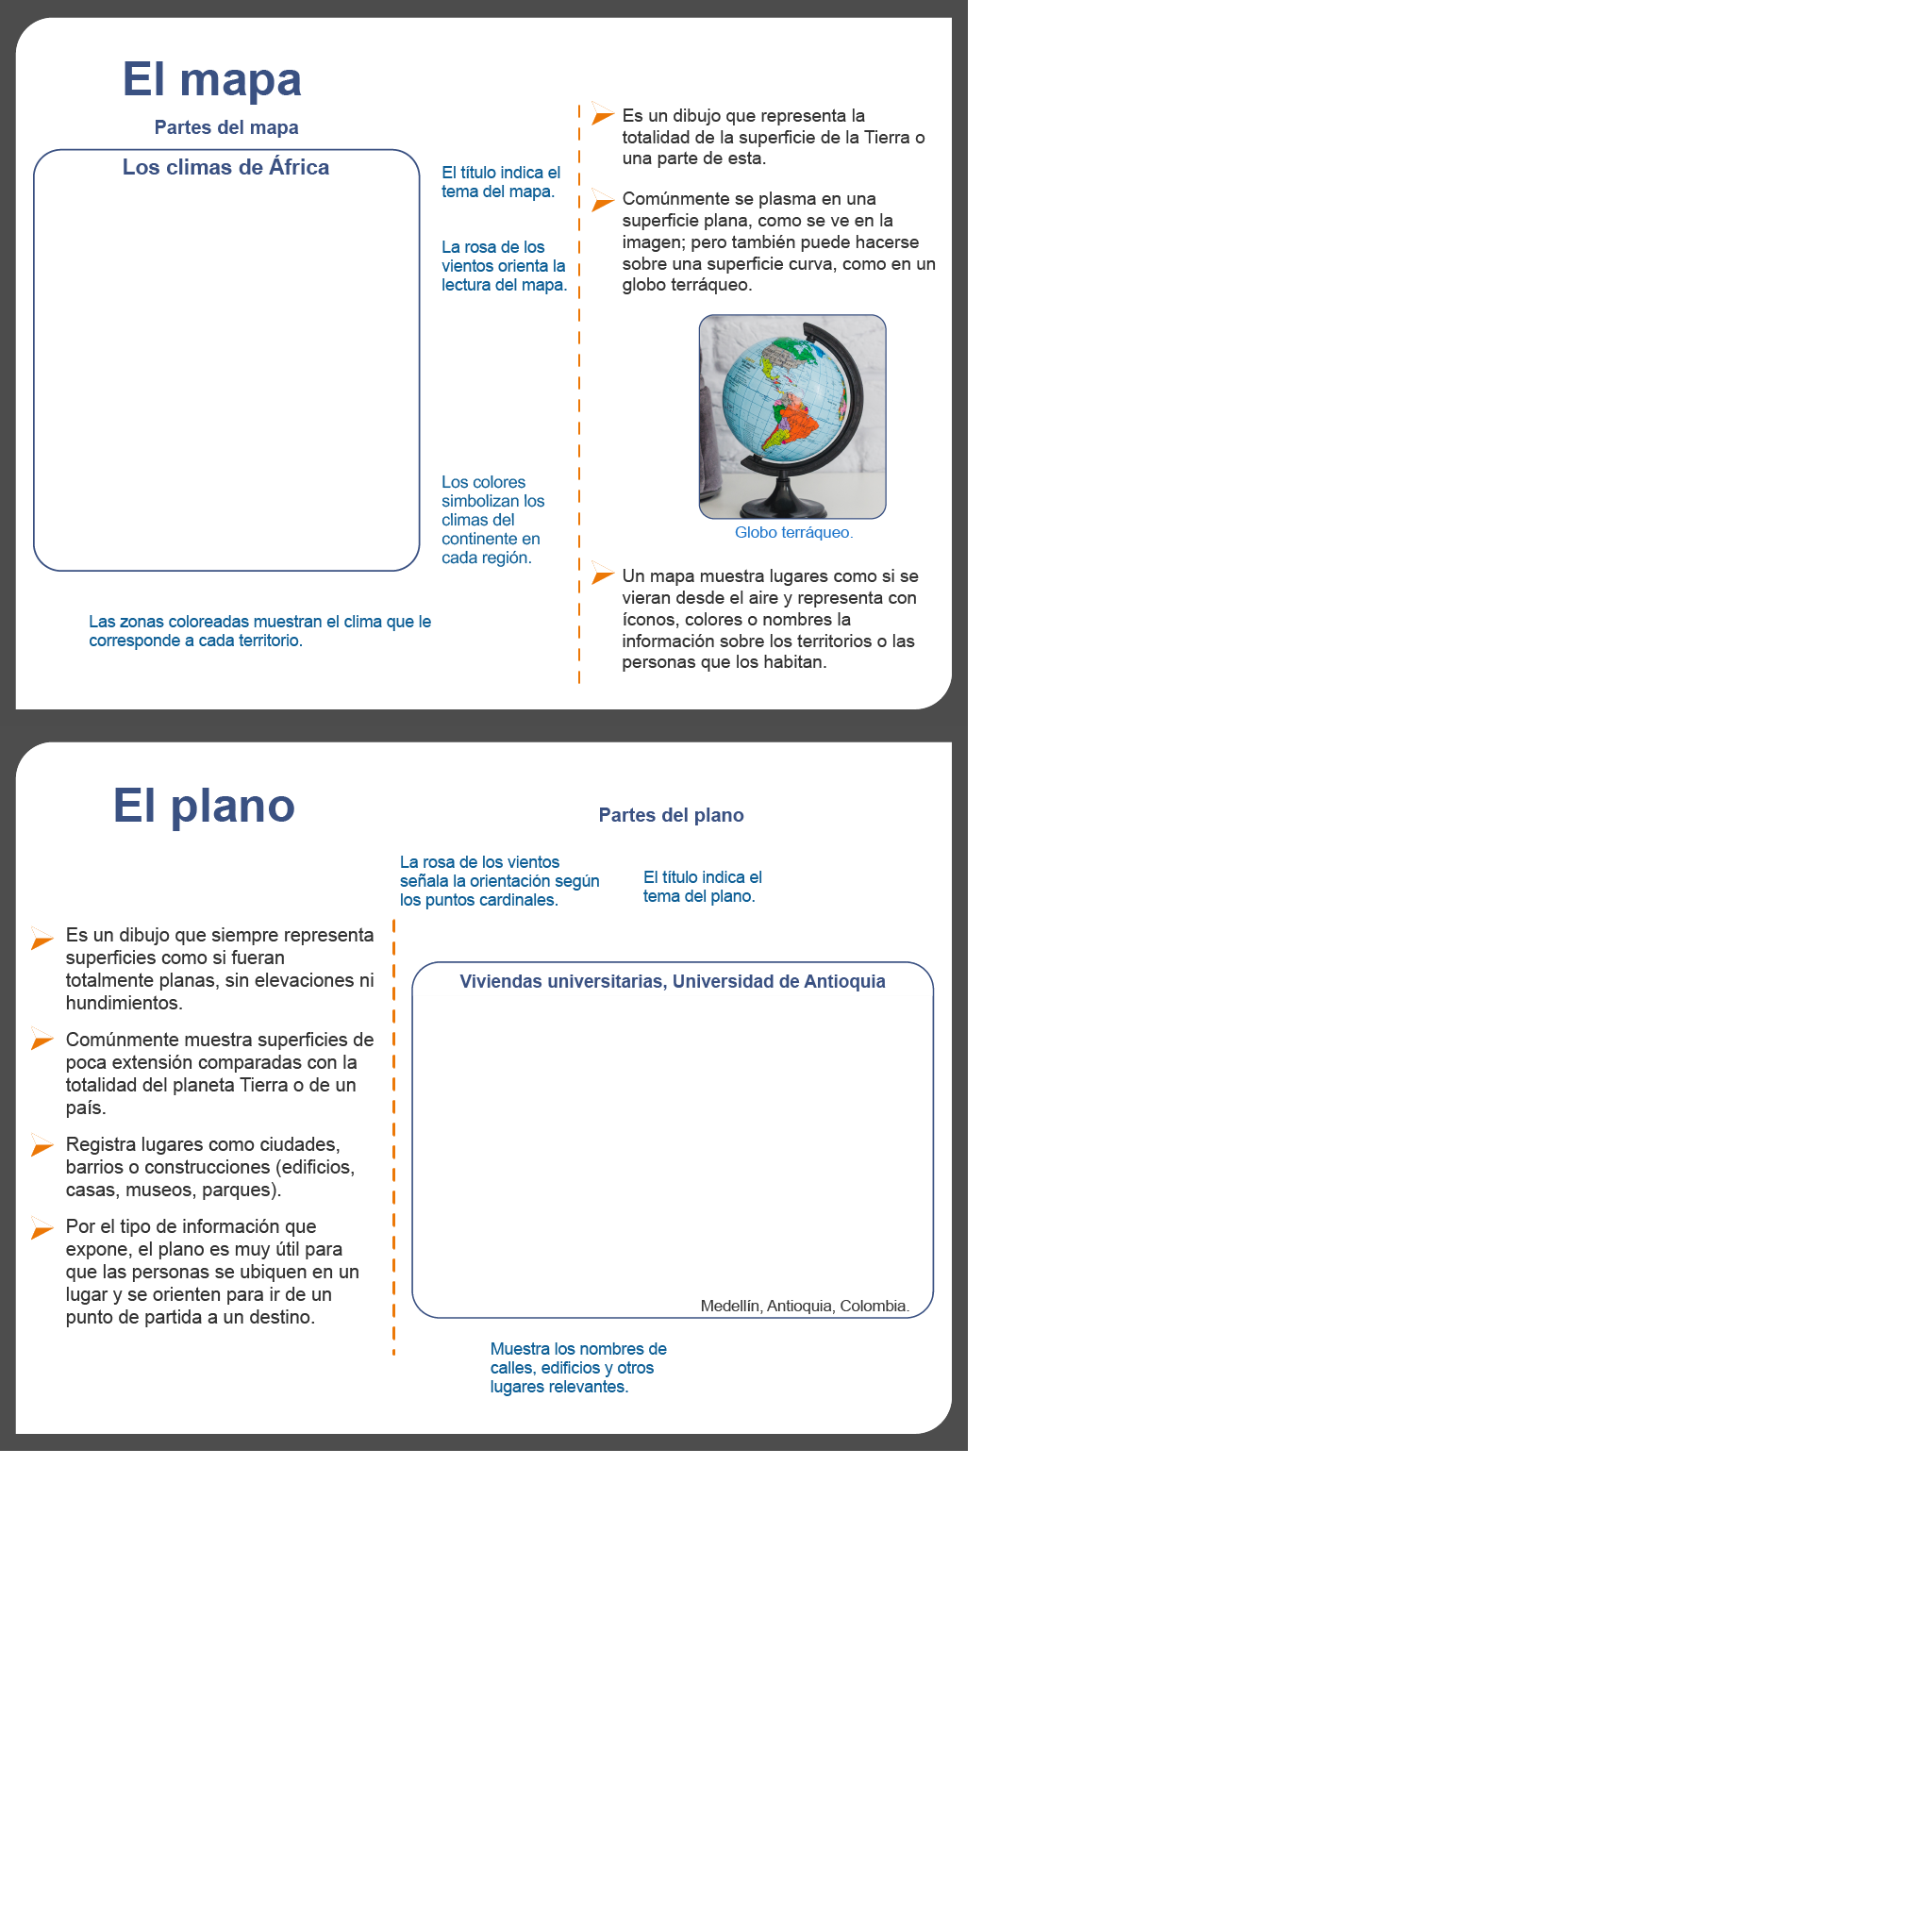 El mapa
Partes del mapa
Los climas de África
El título indica el
tema del mapa.
La rosa de los
vientos orienta la
lectura del mapa.
Los colores
simbolizan los
climas del
continente en
cada región.
Las zonas coloreadas muestran el clima que le
corresponde a cada territorio.
Es un dibujo que representa la
totalidad de la superficie de la Tierra o
una parte de esta.
Comúnmente se plasma en una
superficie plana, como se ve en la
imagen; pero también puede hacerse
sobre una superficie curva, como en un
globo terráqueo.
Globo terráqueo.
Un mapa muestra lugares como si se
vieran desde el aire y representa con
íconos, colores o nombres la
información sobre los territorios o las
personas que los habitan.
El plano
Es un dibujo que siempre representa
superficies como si fueran
totalmente planas, sin elevaciones ni
hundimientos.
Comúnmente muestra superficies de
poca extensión comparadas con la
totalidad del planeta Tierra o de un
país.
Registra lugares como ciudades,
barrios o construcciones (edificios,
casas, museos, parques).
Por el tipo de información que
expone, el plano es muy útil para
que las personas se ubiquen en un
lugar y se orienten para ir de un
punto de partida a un destino.
Partes del plano
La rosa de los vientos
señala la orientación según
los puntos cardinales.
El título indica el
tema del plano.
Viviendas universitarias, Universidad de Antioquia
Medellín, Antioquia, Colombia.
Muestra los nombres de
calles, edificios y otros
lugares relevantes.